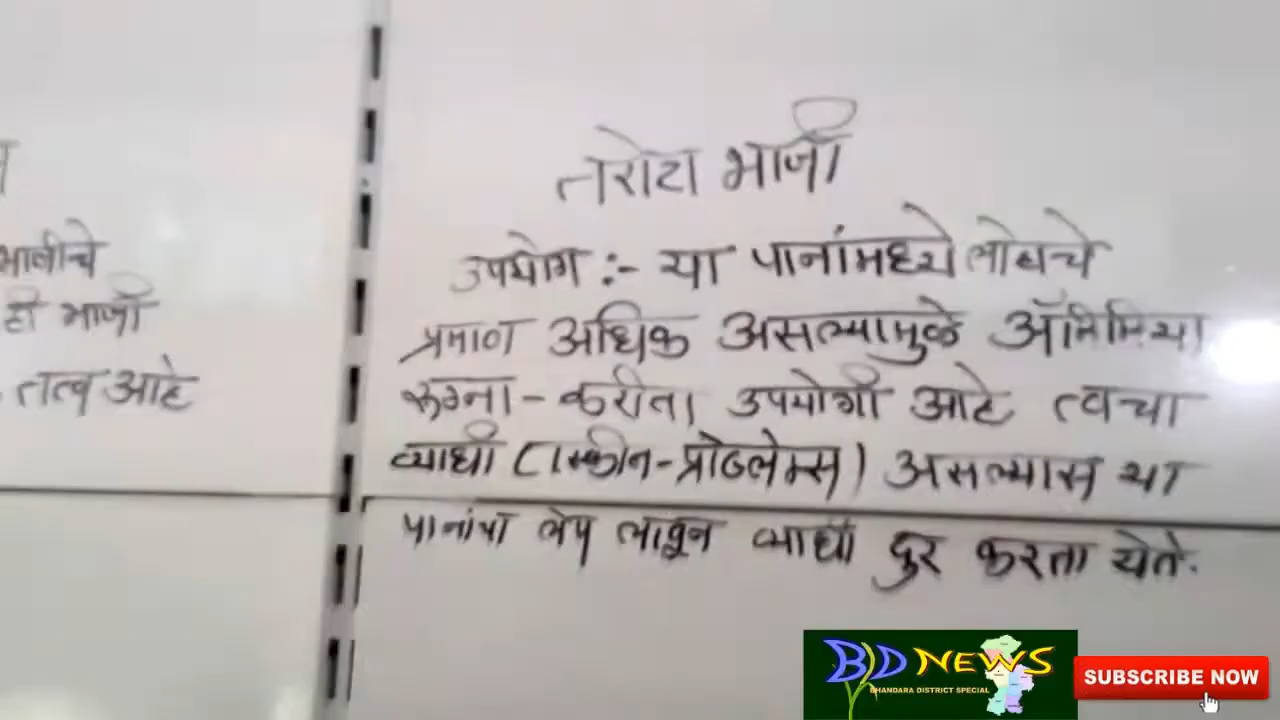 भाजीचे
ही भाजी
तत्व आहे
तरोटा भाजी
उपयोग :- या पानांमध्ये लोहाचे
प्रमाण अधिक असल्यामुळे ॲनिमिया
रुग्ना - करीता उपयोगी आहे त्वचा
व्याधी (स्कीन-प्रोब्लेम्स) असल्यास या
पानांचा लेप लावून व्याधी दुर करता येते.
BD NEWS
BHANDARA DISTRICT SPECIAL
SUBSCRIBE NOW